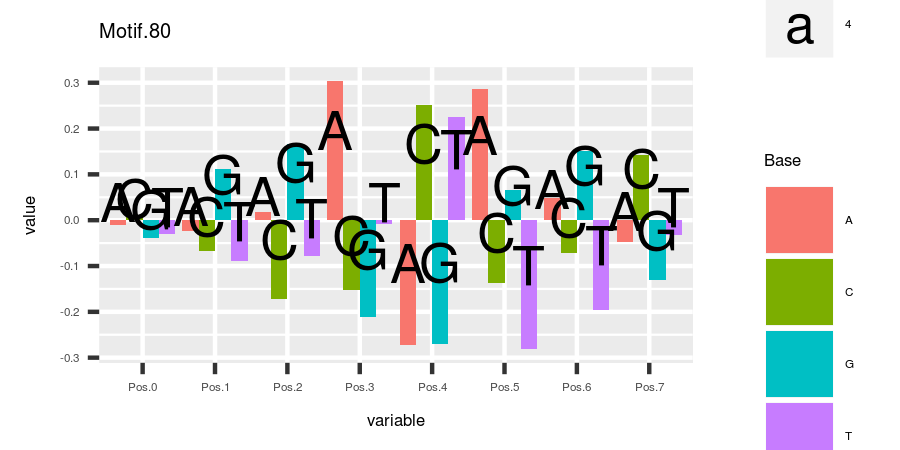 Motif.80
a 4
value
0.3
0.2
0.1
0.0
-0.1
-0.2
-0.3
A C G T A C G T A C G T A C G T A C G T A C G T A C G T A C G T
Pos.0 Pos.1 Pos.2 Pos.3 Pos.4 Pos.5 Pos.6 Pos.7
variable
Base
A
C
G
T